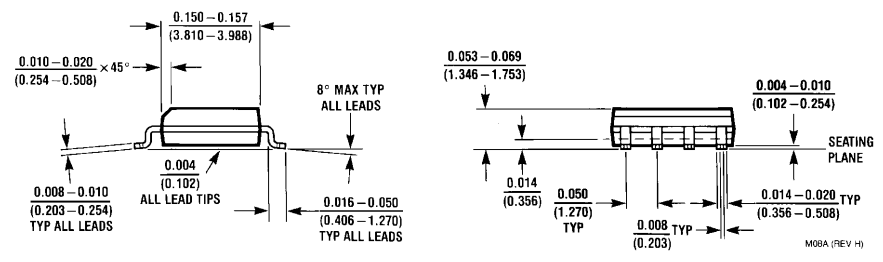 0.150–0.157
(3.810–3.988)
0.010–0.020
(0.254–0.508)
×45°
8° MAX TYP
ALL LEADS
0.004
(0.102)
ALL LEAD TIPS
0.008–0.010
(0.203–0.254)
TYP ALL LEADS
0.016–0.050
(0.406–1.270)
TYP ALL LEADS
0.053–0.069
(1.346–1.753)
0.004–0.010
(0.102–0.254)
SEATING
PLANE
0.014
(0.356)
0.050
(1.270)
TYP
0.014–0.020 TYP
(0.356–0.508)
0.008 TYP
(0.203)
M08A (REV H)